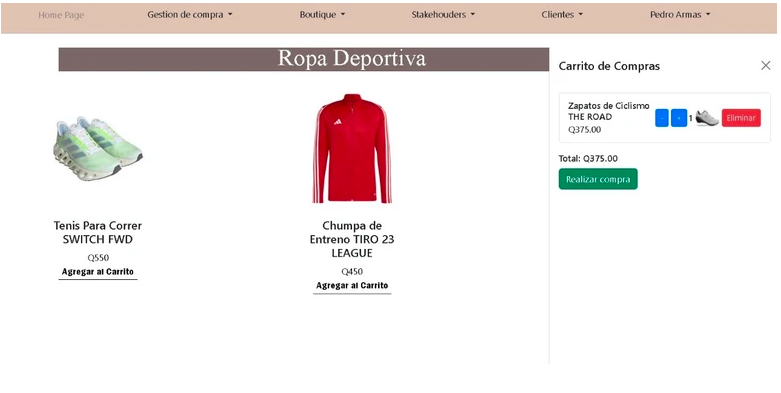 Home Page
Gestion de compra
Boutique
Stakehouders
Clientes
Pedro Armas
Ropa Deportiva
Tenis Para Correr
SWITCH FWD
Q550
Agregar al Carrito
Chumpa de
Entreno TIRO 23
LEAGUE
Q450
Agregar al Carrito
Carrito de Compras
Zapatos de Ciclismo
THE ROAD
Q375.00
1
Eliminar
Total: Q375.00
Realizar compra